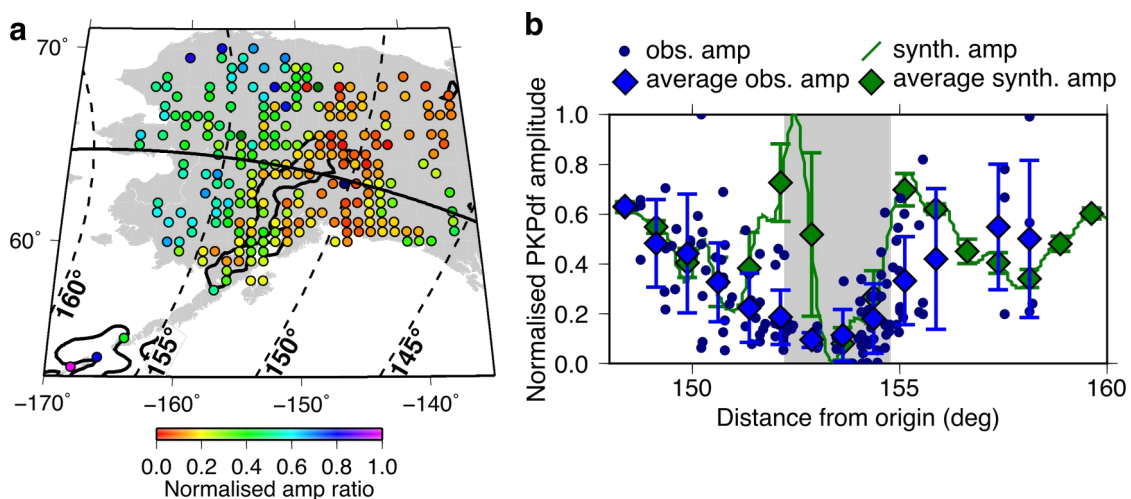 a
70°
60°
160°
155°
150°
145°
−170° −160° −150° −140°
0.0 0.2 0.4 0.6 0.8 1.0
Normalised amp ratio
b
obs. amp synth. amp
average obs. amp average synth. amp
Normalised PKPdf amplitude
1.0
0.8
0.6
0.4
0.2
0.0
150 155 160
Distance from origin (deg)